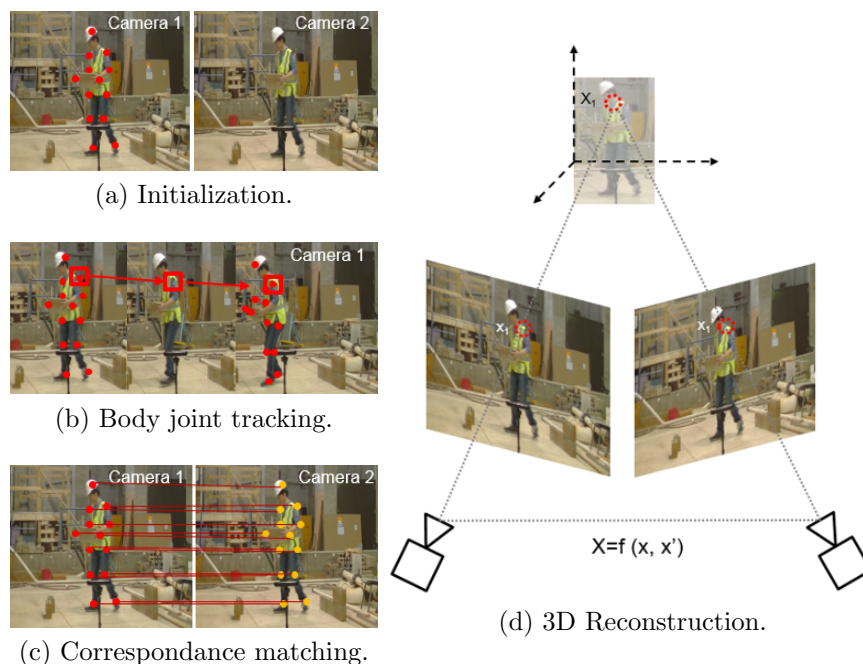 Camera 1
Camera 2
(a) Initialization.
Camera 1
(b) Body joint tracking.
Camera 1
Camera 2
(c) Correspondance matching.
X₁
x₁
x₁
X=f (x, x’)
(d) 3D Reconstruction.